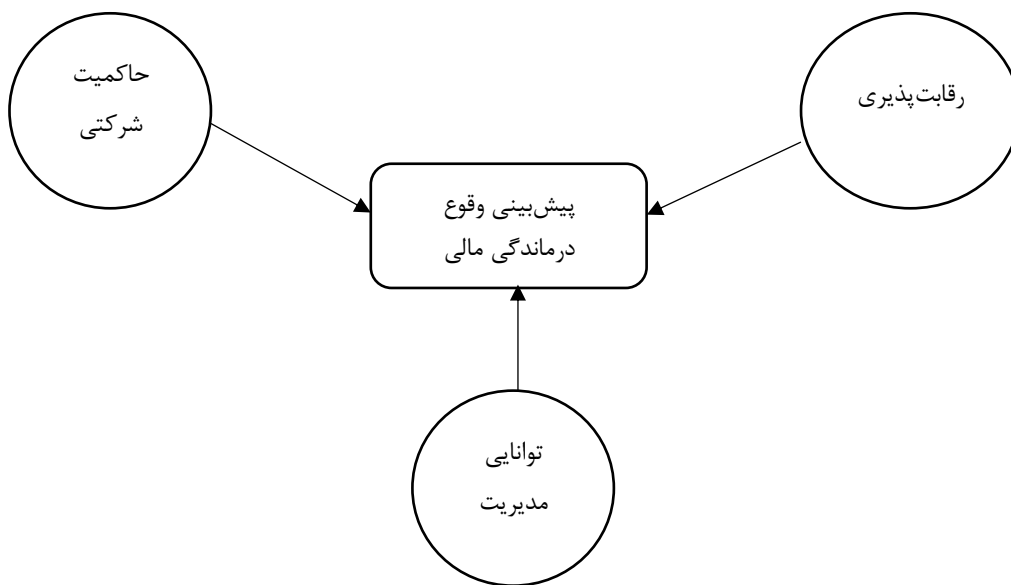 رقابت‌پذیری
حاکمیت
شرکتی
پیش‌بینی وقوع
درماندگی مالی
توانایی
مدیریت